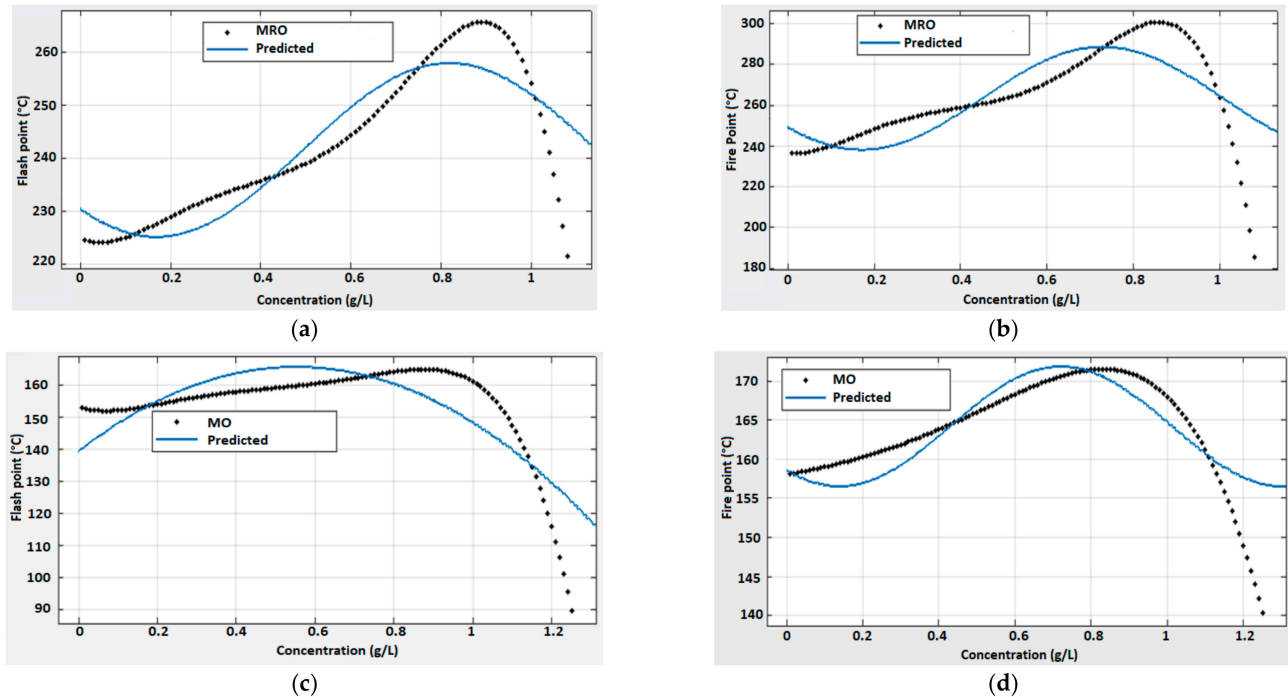 MRO
Predicted
Flash point (°C)
260
250
240
230
220
0 0.2 0.4 0.6 0.8 1
Concentration (g/L)
(a)
MRO
Predicted
Fire Point (°C)
300
280
260
240
220
200
180
0 0.2 0.4 0.6 0.8 1
Concentration (g/L)
(b)
MO
Predicted
Flash point (°C)
160
150
140
130
120
110
100
90
0 0.2 0.4 0.6 0.8 1 1.2
Concentration (g/L)
(c)
MO
Predicted
Fire point (°C)
170
165
160
155
150
145
140
0 0.2 0.4 0.6 0.8 1 1.2
Concentration (g/L)
(d)